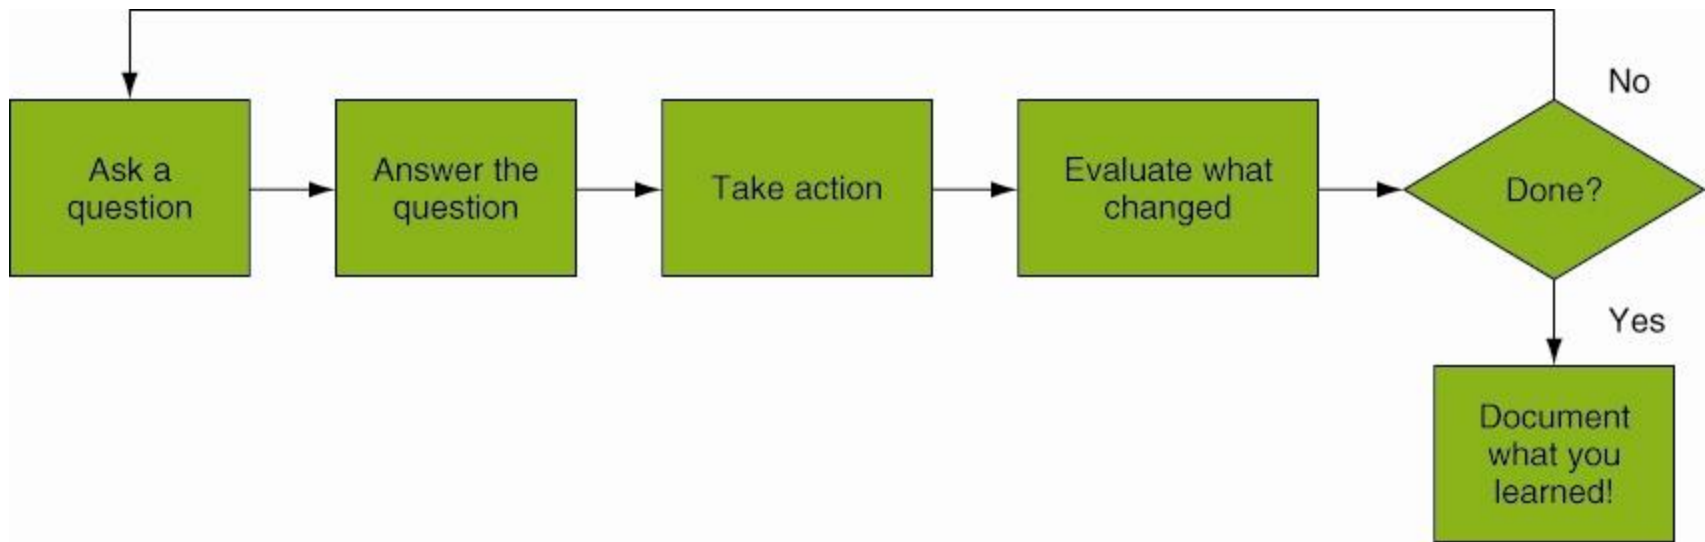 Ask a
question
Answer the
question
Take action
Evaluate what
changed
Done?
No
Yes
Document
what you
learned!